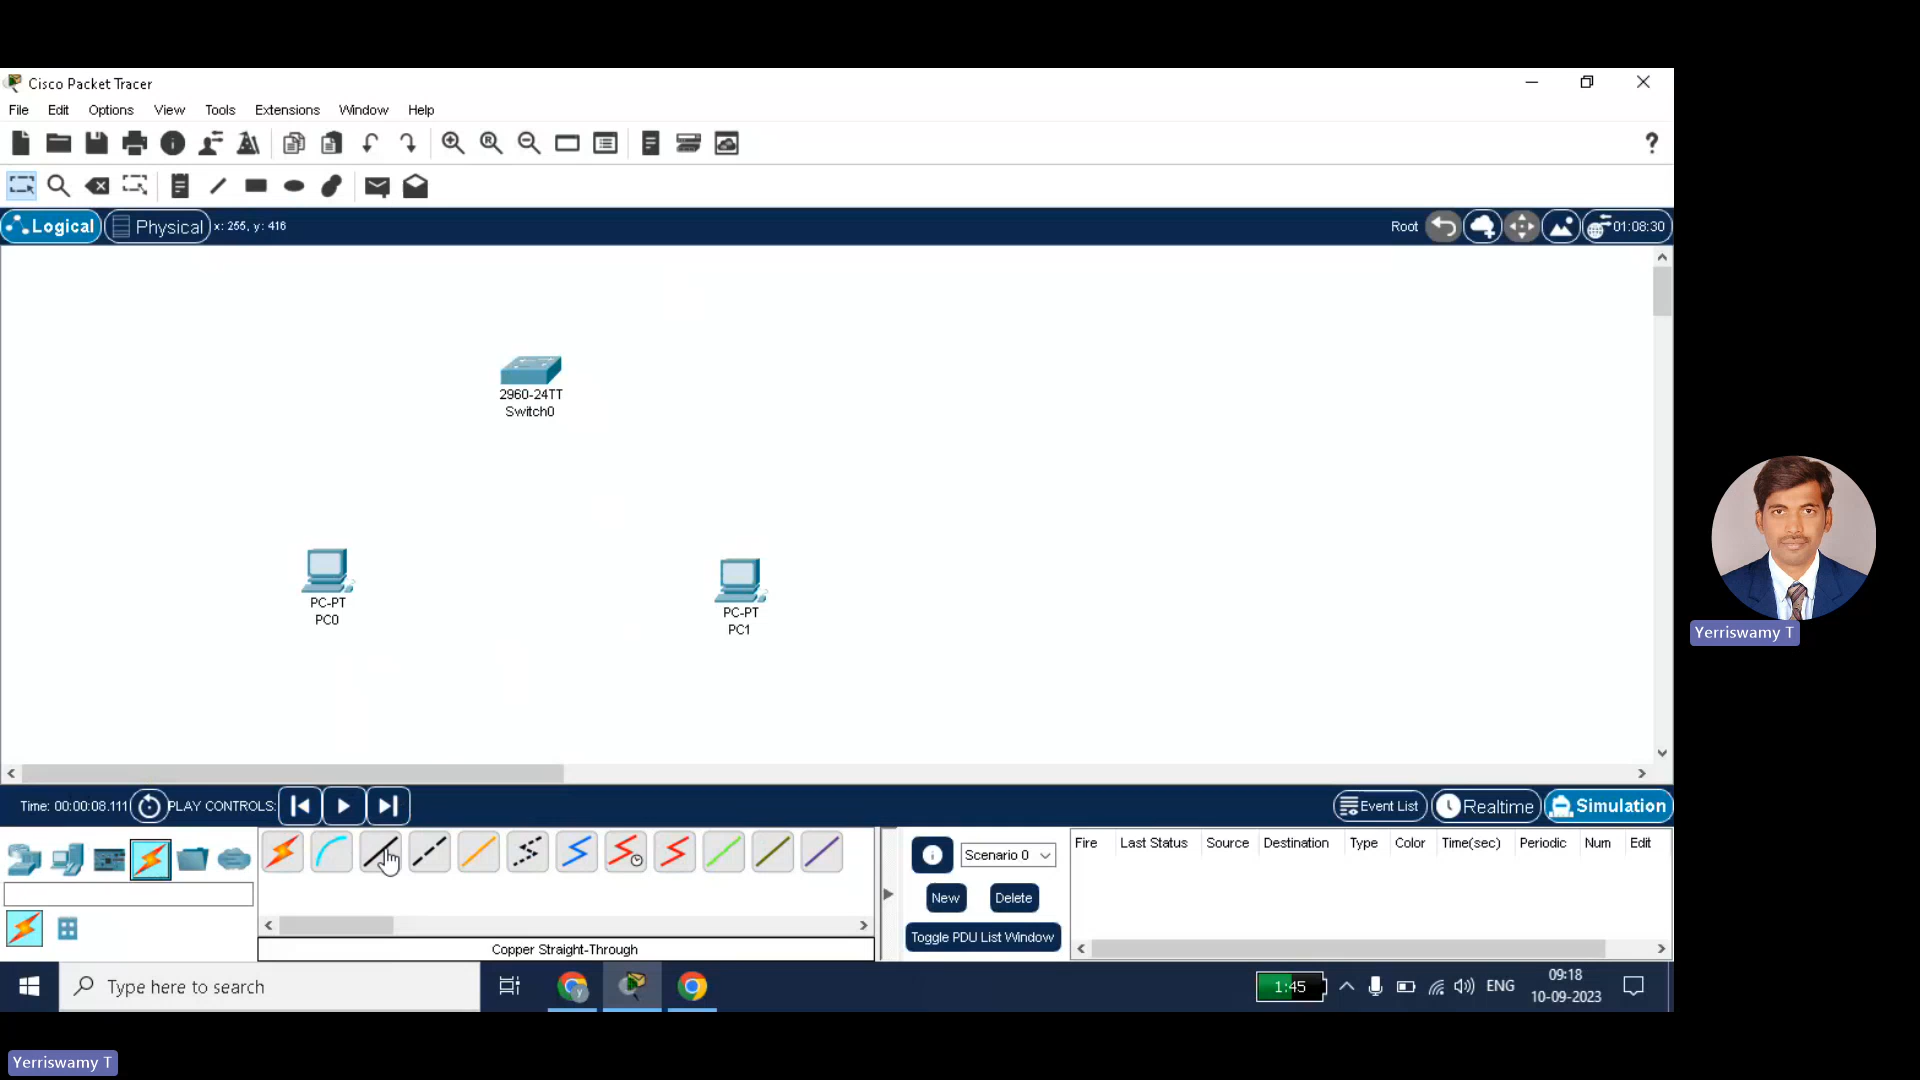 Cisco Packet Tracer
File Edit Options View Tools Extensions Window Help
Logical Physical x: 255, y: 416 Root 01:08:30
2960-24TT
Switch0
PC-PT
PC0
PC-PT
PC1
Yerriswamy T
Time: 00:00:08.111 PLAY CONTROLS: Event List Realtime Simulation
Scenario 0
New Delete
Toggle PDU List Window
Fire Last Status Source Destination Type Color Time(sec) Periodic Num Edit
Copper Straight-Through
Type here to search
1:45 ENG 09:18
10-09-2023
Yerriswamy T